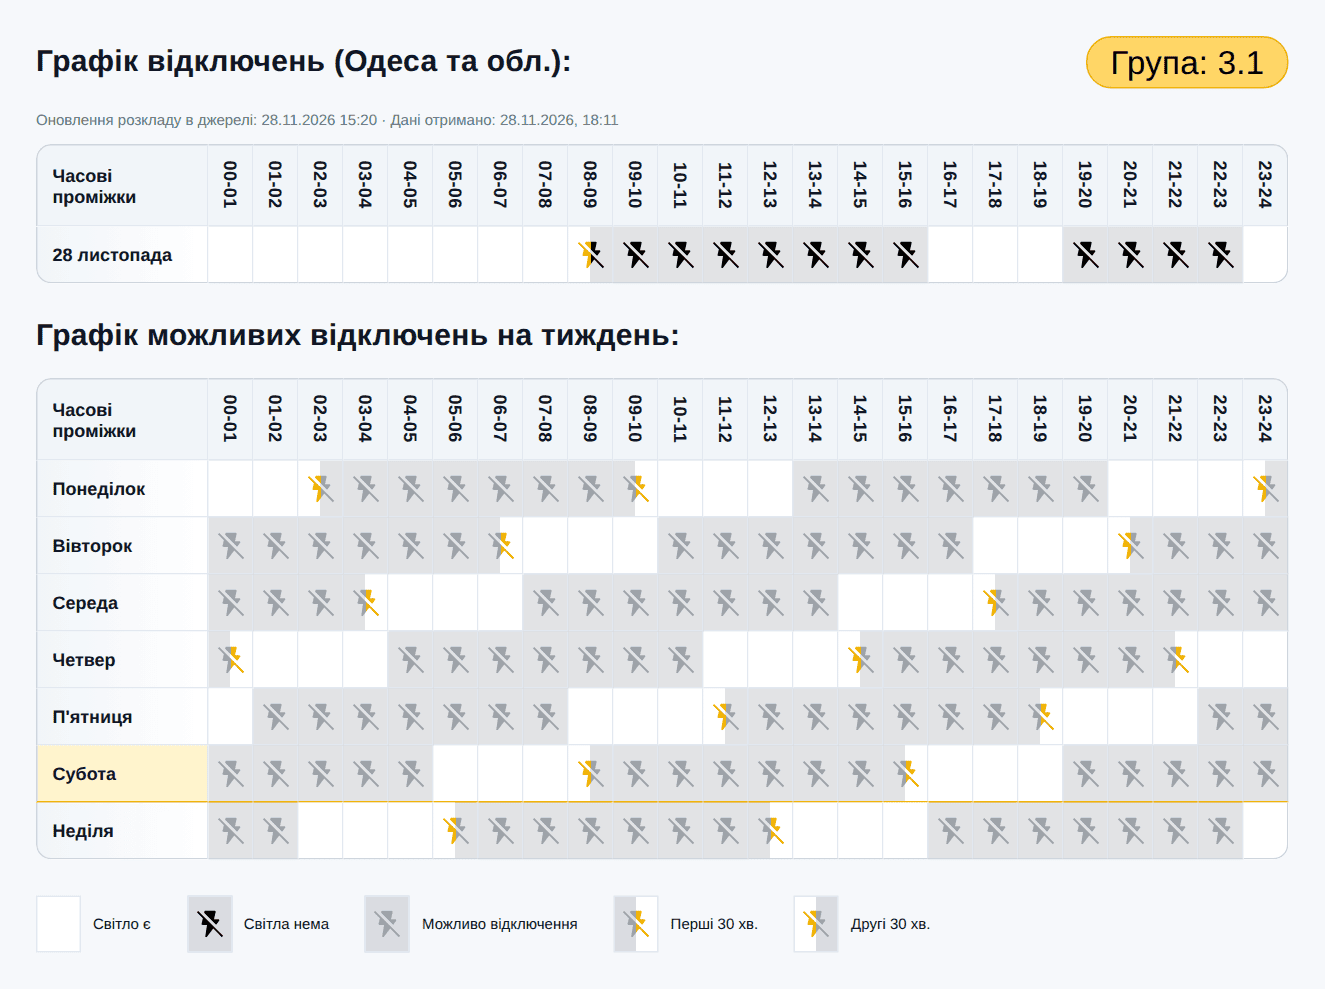 Графік відключень (Одеса та обл.):
Група: 3.1
Оновлення розкладу в джерелі: 28.11.2026 15:20 · Дані отримано: 28.11.2026, 18:11
Часові проміжки 00-01 01-02 02-03 03-04 04-05 05-06 06-07 07-08 08-09 09-10 10-11 11-12 12-13 13-14 14-15 15-16 16-17 17-18 18-19 19-20 20-21 21-22 22-23 23-24
28 листопада
Графік можливих відключень на тиждень:
Часові проміжки 00-01 01-02 02-03 03-04 04-05 05-06 06-07 07-08 08-09 09-10 10-11 11-12 12-13 13-14 14-15 15-16 16-17 17-18 18-19 19-20 20-21 21-22 22-23 23-24
Понеділок
Вівторок
Середа
Четвер
П'ятниця
Субота
Неділя
Світло є Світла нема Можливо відключення Перші 30 хв. Другі 30 хв.